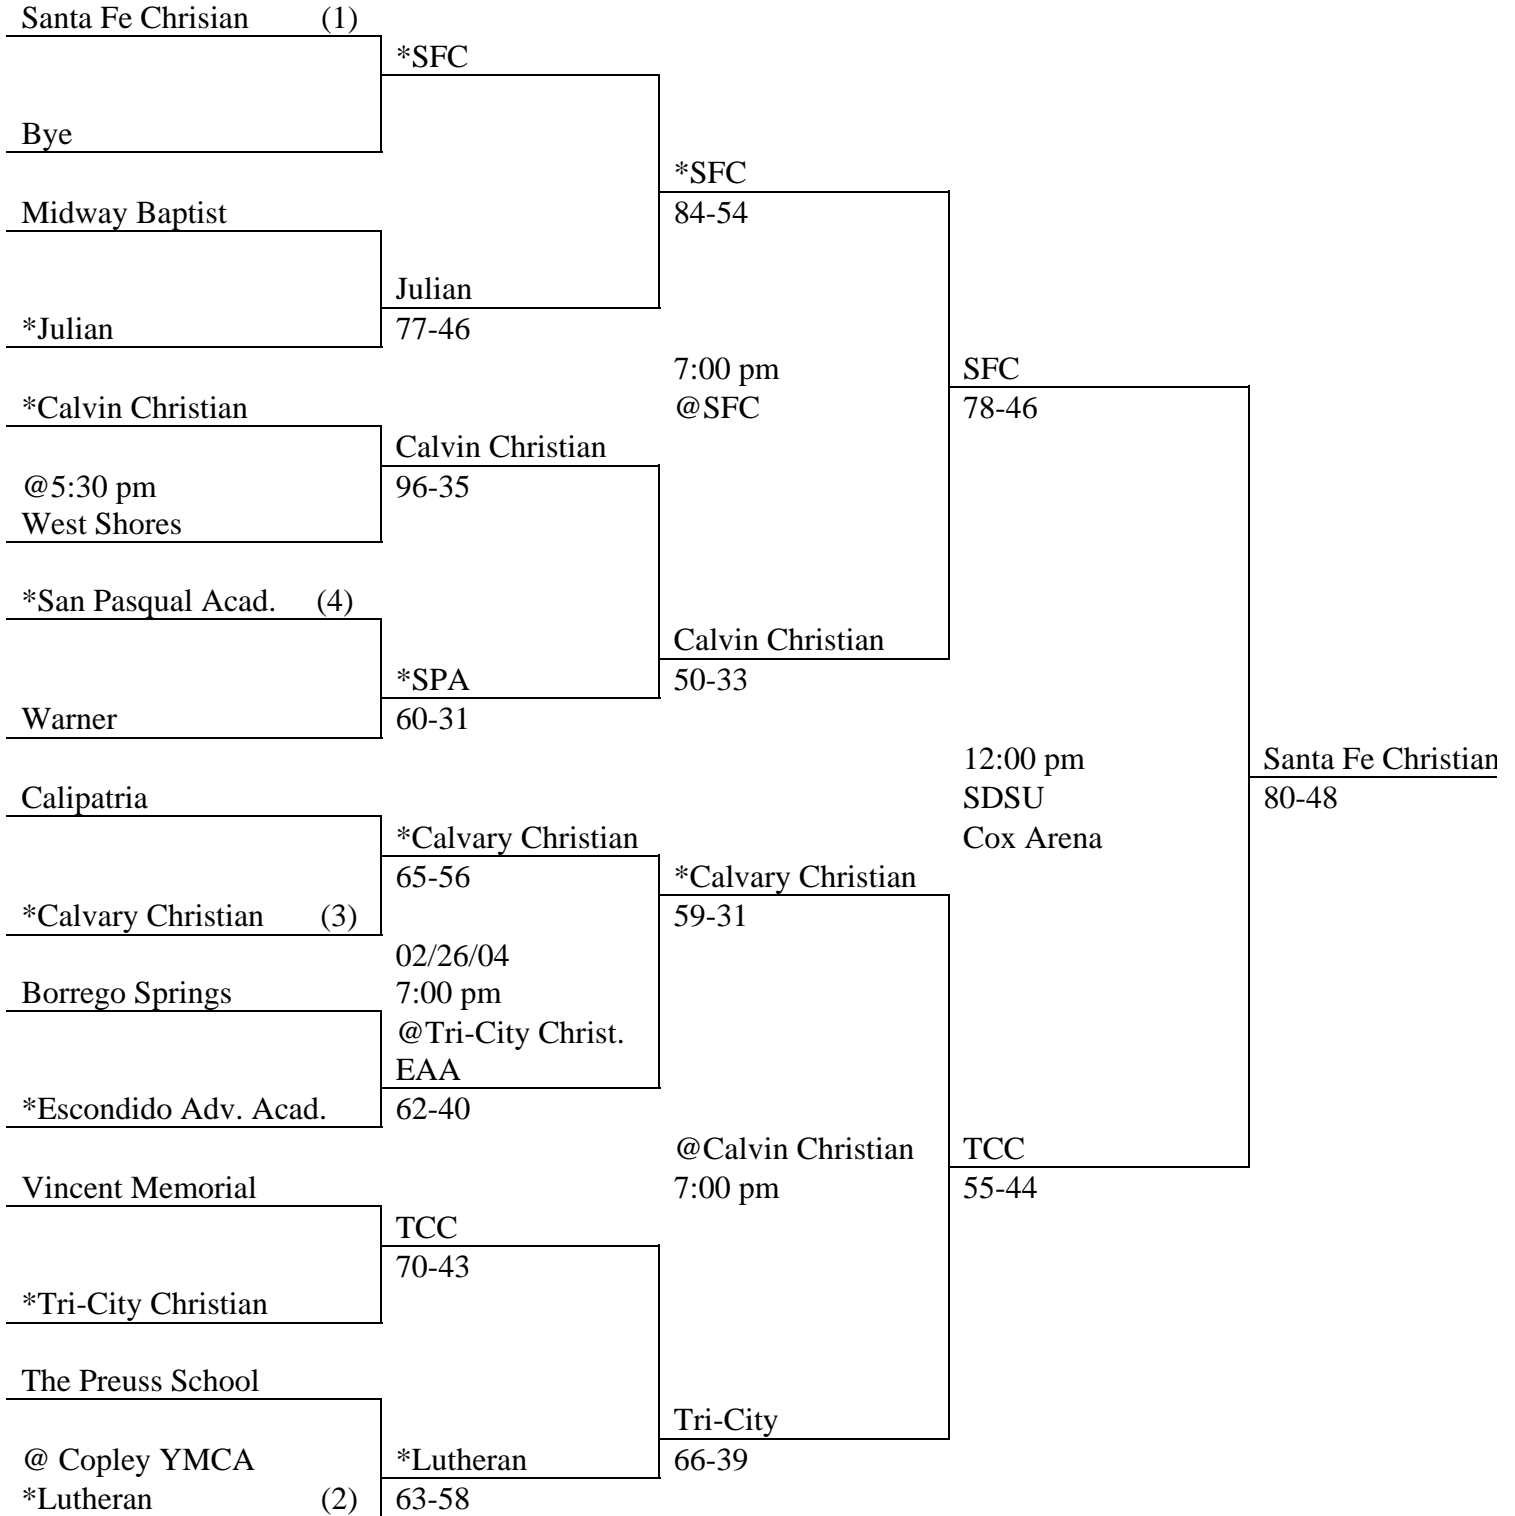 Santa Fe Chrisian (1)
*SFC
Bye
*SFC
84-54
Midway Baptist
Julian
77-46
*Julian
7:00 pm
@SFC
SFC
78-46
*Calvin Christian
Calvin Christian
96-35
@5:30 pm
West Shores
*San Pasqual Acad. (4)
Calvin Christian
50-33
*SPA
60-31
Warner
12:00 pm
SDSU
Cox Arena
Santa Fe Christian
80-48
Calipatria
*Calvary Christian
65-56
*Calvary Christian
59-31
*Calvary Christian (3)
02/26/04
7:00 pm
@Tri-City Christ.
Borrego Springs
EAA
62-40
*Escondido Adv. Acad.
@Calvin Christian
7:00 pm
TCC
55-44
Vincent Memorial
TCC
70-43
*Tri-City Christian
The Preuss School
Tri-City
66-39
@ Copley YMCA
*Lutheran (2)
*Lutheran
63-58